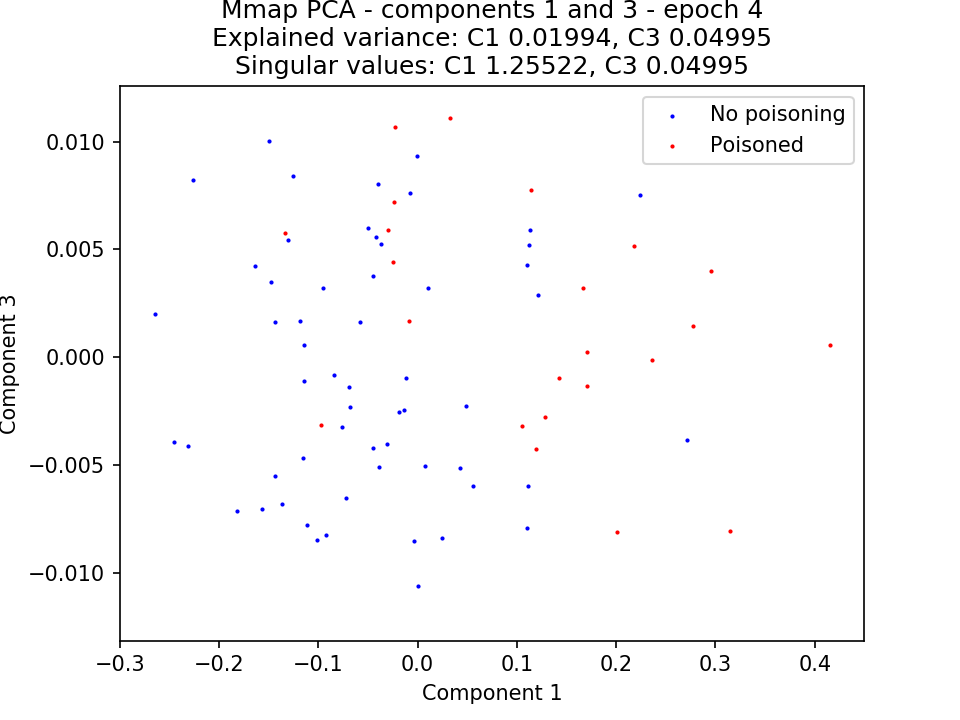 Mmap PCA - components 1 and 3 - epoch 4
Explained variance: C1 0.01994, C3 0.04995
Singular values: C1 1.25522, C3 0.04995
No poisoning
Poisoned
0.010
0.005
0.000
−0.005
−0.010
Component 3
−0.3
−0.2
−0.1
0.0
0.1
0.2
0.3
0.4
Component 1